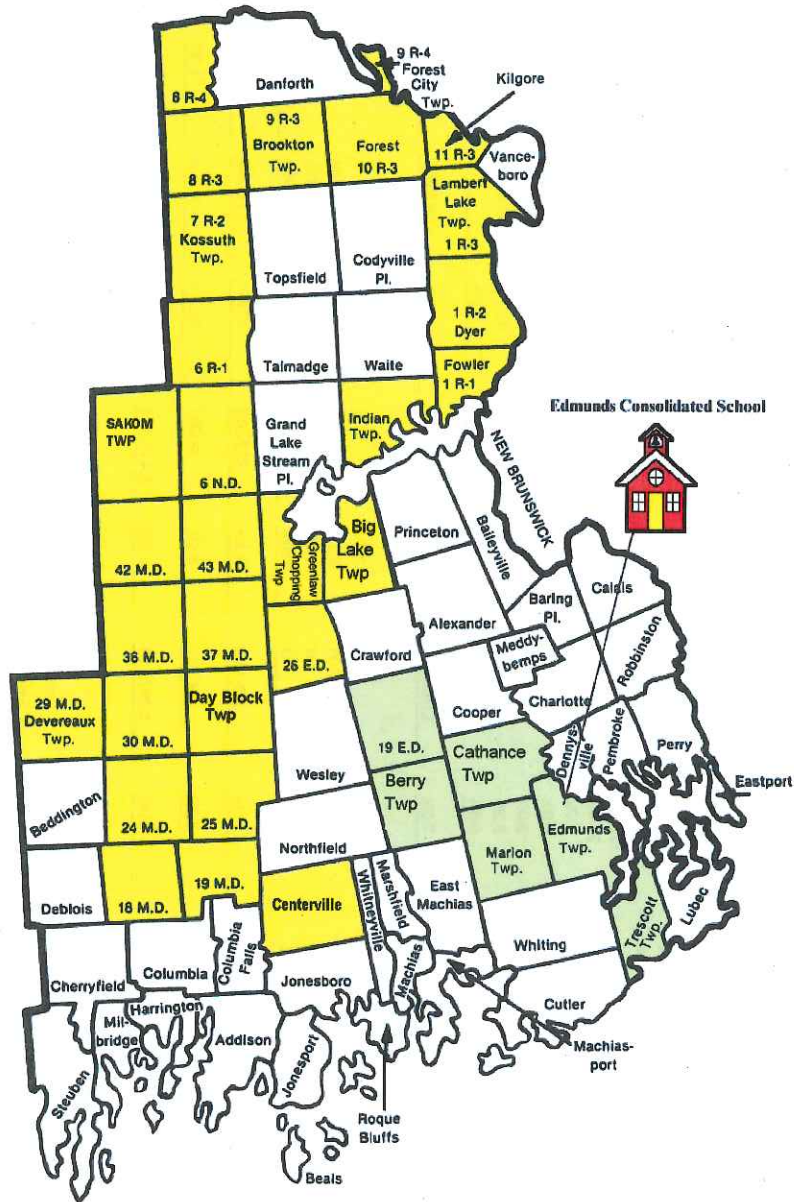 9 R-4
Forest
City
Twp.
Kilgore
Danforth
8 R-4
9 R-3
Brookton
Twp.
Forest
10 R-3
11 R-3
Vance-
boro
8 R-3
Lambert
Lake
Twp.
1 R-3
7 R-2
Kossuth
Twp.
Topsfield
Codyville
Pl.
1 R-2
Dyer
6 R-1
Talmadge
Waite
Fowler
1 R-1
Edmunds Consolidated School
SAKOM
TWP
6 N.D.
Grand
Lake
Stream
Pl.
Indian
Twp.
NEW BRUNSWICK
42 M.D.
43 M.D.
Greenlaw
Chopping
Twp
Big
Lake
Twp
Princeton
Baileyville
Baring
Pl.
Calais
36 M.D.
37 M.D.
26 E.D.
Crawford
Alexander
Meddy-
bemps
Robbinston
29 M.D.
Devereaux
Twp.
30 M.D.
Day Block
Twp
Wesley
19 E.D.
Cooper
Charlotte
Dennys-
ville
Pembroke
Perry
Eastport
Beddington
24 M.D.
25 M.D.
Northfield
Berry
Twp
Cathance
Twp
Marion
Twp.
Edmunds
Twp.
Deblois
18 M.D.
19 M.D.
Centerville
Whitneyville
Marshfield
East
Machias
Whiting
Trescott
Twp.
Lubec
Cherryfield
Columbia
Columbia
Falls
Jonesboro
Machias
Cutler
Machias-
port
Steuben
Mil-
bridge
Harrington
Addison
Jonesport
Roque
Bluffs
Beals